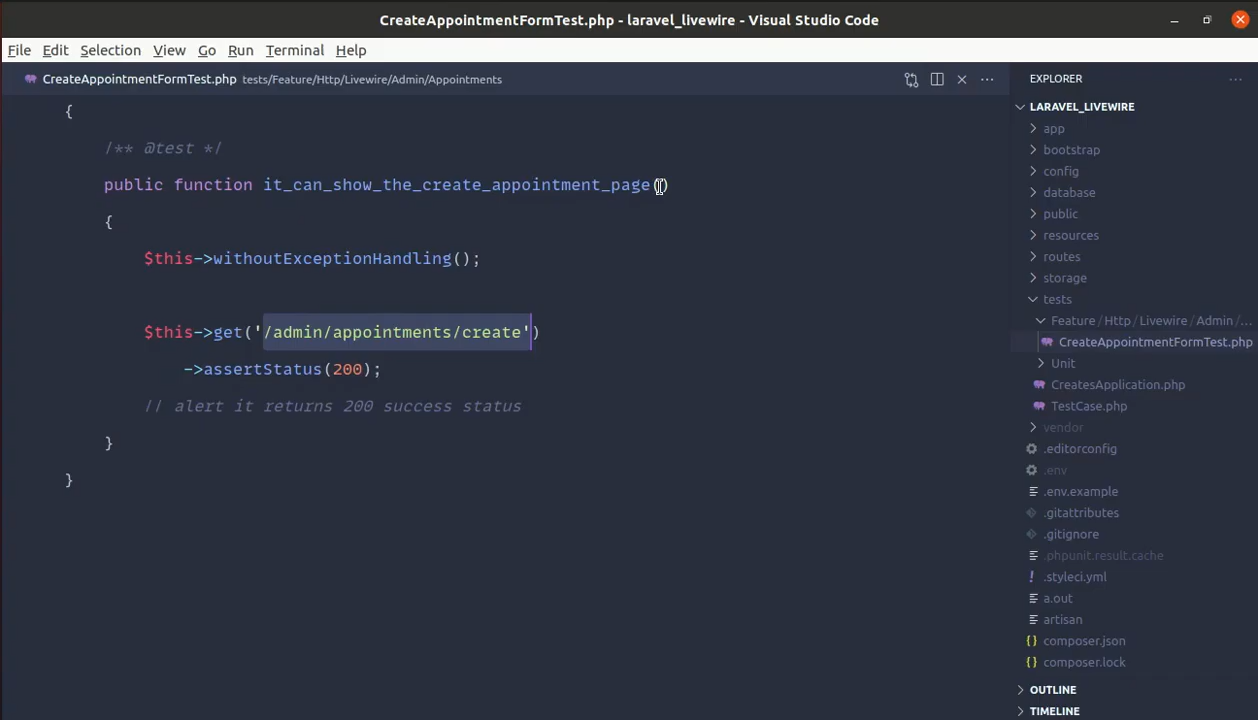 CreateAppointmentFormTest.php - laravel_livewire - Visual Studio Code
File Edit Selection View Go Run Terminal Help
CreateAppointmentFormTest.php tests/Feature/Http/Livewire/Admin/Appointments
{
/** @test */
public function it_can_show_the_create_appointment_page()
{
$this->withoutExceptionHandling();
$this->get('/admin/appointments/create')
->assertStatus(200);
// alert it returns 200 success status
}
}
EXPLORER
LARAVEL_LIVEWIRE
app
bootstrap
config
database
public
resources
routes
storage
tests
Feature/Http/Livewire/Admin/...
CreateAppointmentFormTest.php
Unit
CreatesApplication.php
TestCase.php
vendor
.editorconfig
.env
.env.example
.gitattributes
.gitignore
.phpunit.result.cache
.styleci.yml
a.out
artisan
composer.json
composer.lock
OUTLINE
TIMELINE